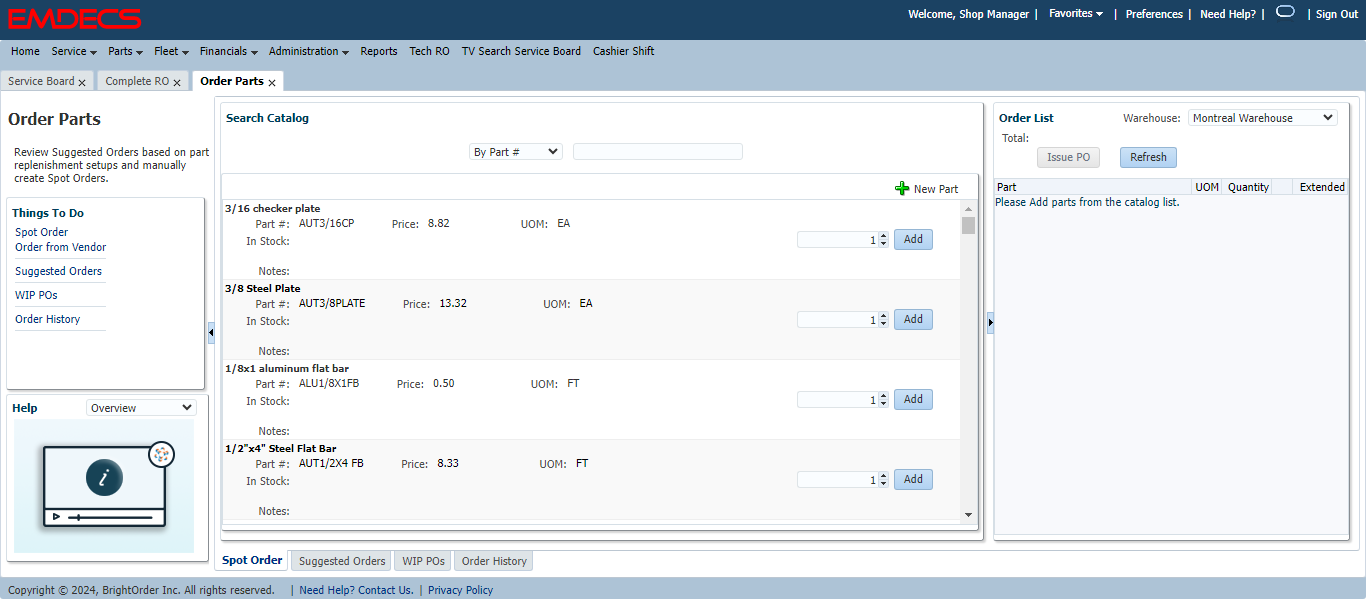 EMDECS
Welcome, Shop Manager | Favorites | Preferences | Need Help? | | Sign Out
Home Service Parts Fleet Financials Administration Reports Tech RO TV Search Service Board Cashier Shift
Service Board x Complete RO x Order Parts x
Order Parts
Review Suggested Orders based on part
replenishment setups and manually
create Spot Orders.
Things To Do
Spot Order
Order from Vendor
Suggested Orders
WIP POs
Order History
Help Overview
i
Search Catalog
By Part #
New Part
3/16 checker plate
Part #: AUT3/16CP Price: 8.82 UOM: EA
In Stock: 1 Add
Notes:
3/8 Steel Plate
Part #: AUT3/8PLATE Price: 13.32 UOM: EA
In Stock: 1 Add
Notes:
1/8x1 aluminum flat bar
Part #: ALU1/8X1FB Price: 0.50 UOM: FT
In Stock: 1 Add
Notes:
1/2"x4" Steel Flat Bar
Part #: AUT1/2X4 FB Price: 8.33 UOM: FT
In Stock: 1 Add
Notes:
Order List Warehouse: Montreal Warehouse
Total:
Issue PO Refresh
Part UOM Quantity Extended
Please Add parts from the catalog list.
Spot Order Suggested Orders WIP POs Order History
Copyright © 2024, BrightOrder Inc. All rights reserved. | Need Help? Contact Us. | Privacy Policy